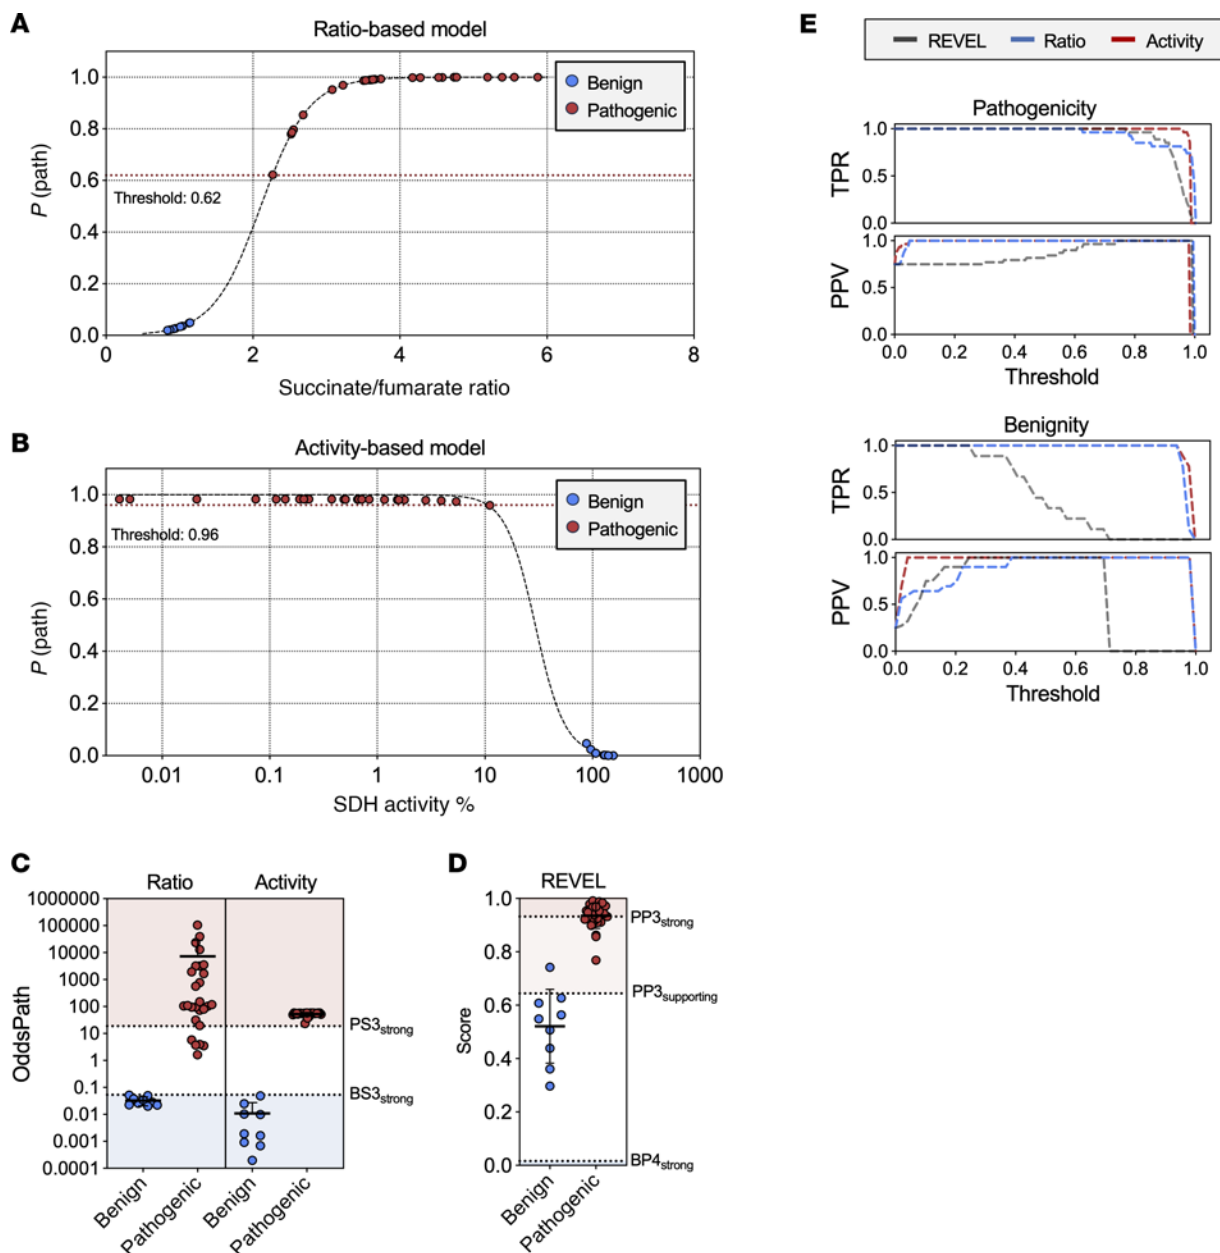 A
Ratio-based model
P (path)
1.0
0.8
0.6
0.4
0.2
0.0
Threshold: 0.62
Benign
Pathogenic
0 2 4 6 8
Succinate/fumarate ratio
B
Activity-based model
P (path)
1.0
0.8
0.6
0.4
0.2
0.0
Threshold: 0.96
Benign
Pathogenic
0.01 0.1 1 10 100 1000
SDH activity %
C
Ratio Activity
OddsPath
1000000
100000
10000
1000
100
10
1
0.1
0.01
0.001
0.0001
PS3strong
BS3strong
Benign Pathogenic Benign Pathogenic
D
REVEL
Score
1.0
0.8
0.6
0.4
0.2
0.0
PP3strong
PP3supporting
BP4strong
Benign Pathogenic
E
REVEL Ratio Activity
Pathogenicity
TPR
1.0
0.5
0.0
PPV
1.0
0.5
0.0
0.0 0.2 0.4 0.6 0.8 1.0
Threshold
Benignity
TPR
1.0
0.5
0.0
PPV
1.0
0.5
0.0
0.0 0.2 0.4 0.6 0.8 1.0
Threshold